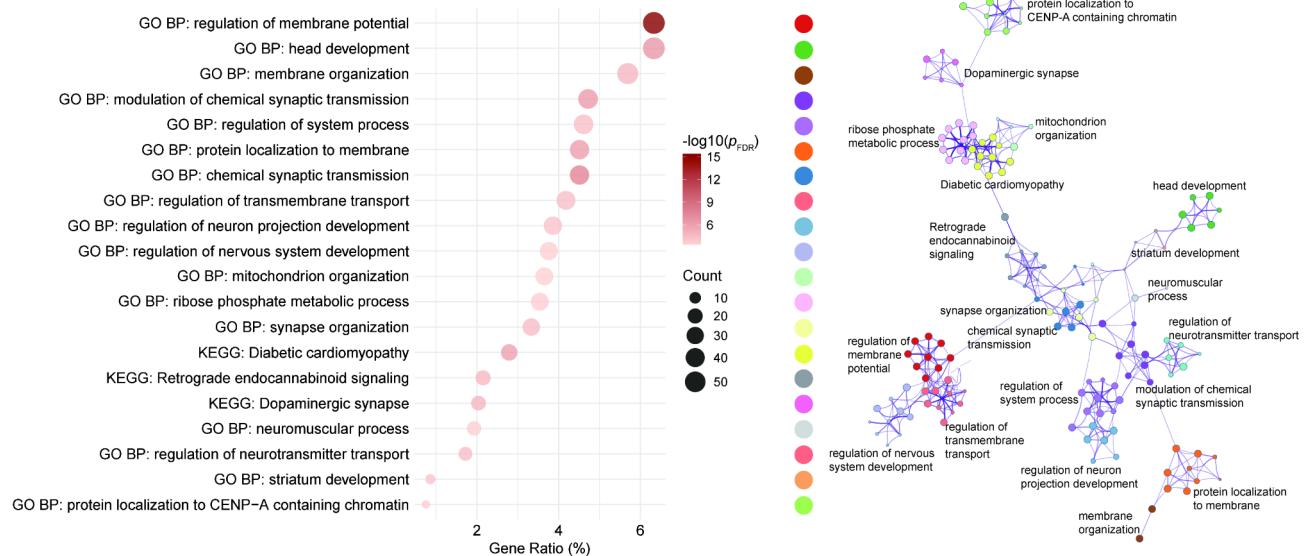 GO BP: regulation of membrane potential
GO BP: head development
GO BP: membrane organization
GO BP: modulation of chemical synaptic transmission
GO BP: regulation of system process
GO BP: protein localization to membrane
GO BP: chemical synaptic transmission
GO BP: regulation of transmembrane transport
GO BP: regulation of neuron projection development
GO BP: regulation of nervous system development
GO BP: mitochondrion organization
GO BP: ribose phosphate metabolic process
GO BP: synapse organization
KEGG: Diabetic cardiomyopathy
KEGG: Retrograde endocannabinoid signaling
KEGG: Dopaminergic synapse
GO BP: neuromuscular process
GO BP: regulation of neurotransmitter transport
GO BP: striatum development
GO BP: protein localization to CENP−A containing chromatin
2 4 6
Gene Ratio (%)
-log10(pFDR)
15
12
9
6
Count
10
20
30
40
50
protein localization to
CENP-A containing chromatin
Dopaminergic synapse
ribose phosphate
metabolic process
mitochondrion
organization
Diabetic cardiomyopathy
head development
Retrograde
endocannabinoid
signaling
striatum development
neuromuscular
process
synapse organization
chemical synaptic
transmission
regulation of
neurotransmitter transport
regulation of
membrane
potential
regulation of
system process
modulation of chemical
synaptic transmission
regulation of
transmembrane
transport
regulation of nervous
system development
regulation of neuron
projection development
protein localization
to membrane
membrane
organization